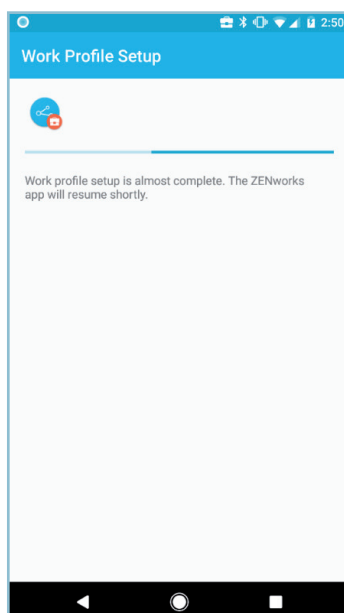 2:50
Work Profile Setup
Work profile setup is almost complete. The ZENworks
app will resume shortly.